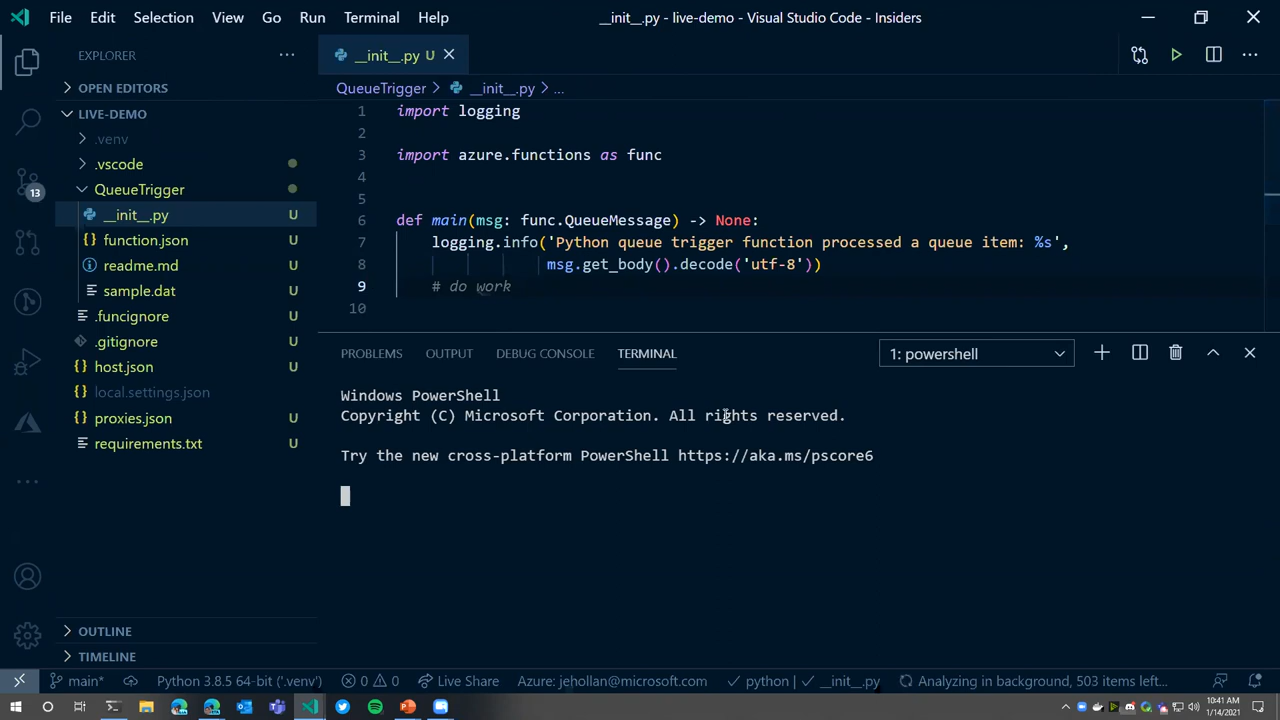 File Edit Selection View Go Run Terminal Help __init__.py - live-demo - Visual Studio Code - Insiders
EXPLORER
OPEN EDITORS
LIVE-DEMO
.venv
.vscode
QueueTrigger
__init__.py U
function.json U
readme.md U
sample.dat U
.funcignore U
.gitignore U
host.json U
local.settings.json
proxies.json U
requirements.txt U
OUTLINE
TIMELINE
13
__init__.py U
QueueTrigger > __init__.py > ...
1 import logging
2
3 import azure.functions as func
4
5
6 def main(msg: func.QueueMessage) -> None:
7 logging.info('Python queue trigger function processed a queue item: %s',
8 msg.get_body().decode('utf-8'))
9 # do work
10
PROBLEMS OUTPUT DEBUG CONSOLE TERMINAL 1: powershell
Windows PowerShell
Copyright (C) Microsoft Corporation. All rights reserved.
Try the new cross-platform PowerShell https://aka.ms/pscore6
main* Python 3.8.5 64-bit ('.venv') 0 0 Live Share Azure: jehollan@microsoft.com python | __init__.py Analyzing in background, 503 items left...
10:41 AM
1/14/2021